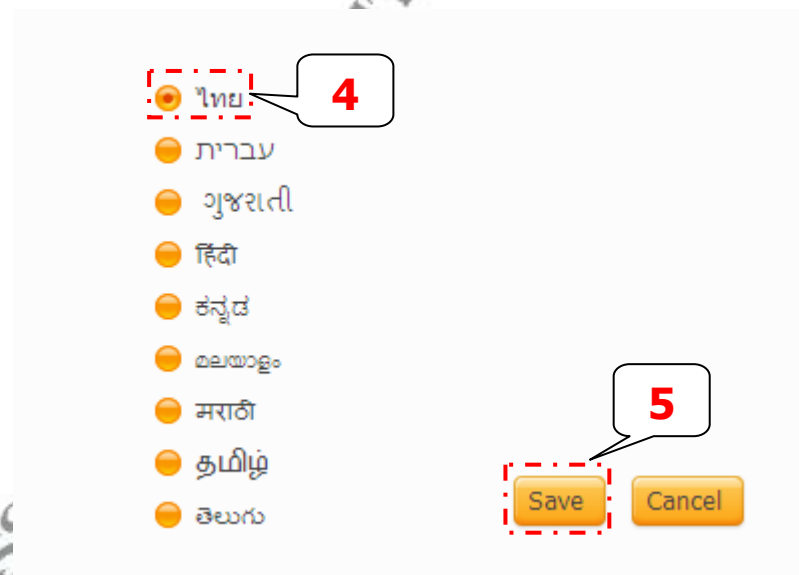 ไทย
4
עברית
ગુજરાતી
हिंदी
ಕನ್ನಡ
മലയാളം
मराठी
தமிழ்
తెలుగు
5
Save
Cancel